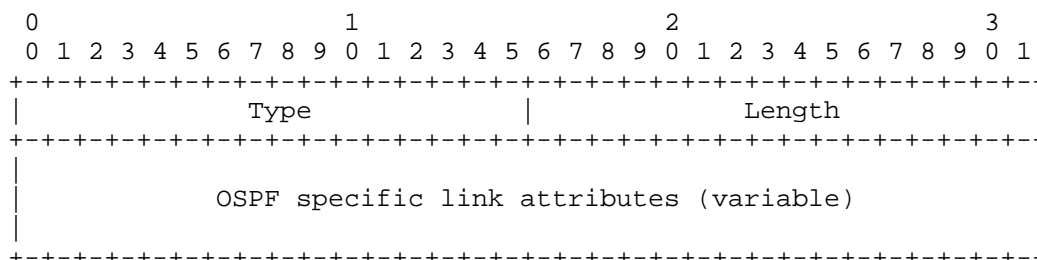 0                   1                   2                   3
 0 1 2 3 4 5 6 7 8 9 0 1 2 3 4 5 6 7 8 9 0 1 2 3 4 5 6 7 8 9 0 1
+-+-+-+-+-+-+-+-+-+-+-+-+-+-+-+-+-+-+-+-+-+-+-+-+-+-+-+-+-+-+-+-
|              Type             |             Length
+-+-+-+-+-+-+-+-+-+-+-+-+-+-+-+-+-+-+-+-+-+-+-+-+-+-+-+-+-+-+-+-
|
|            OSPF specific link attributes (variable)
|
+-+-+-+-+-+-+-+-+-+-+-+-+-+-+-+-+-+-+-+-+-+-+-+-+-+-+-+-+-+-+-+-